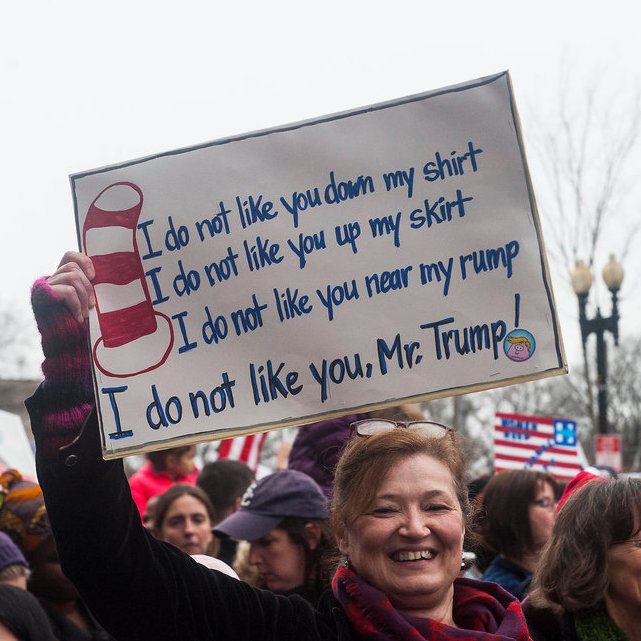 I do not like you down my shirt
I do not like you up my skirt
I do not like you near my rump
I do not like you, Mr. Trump!
WOMEN